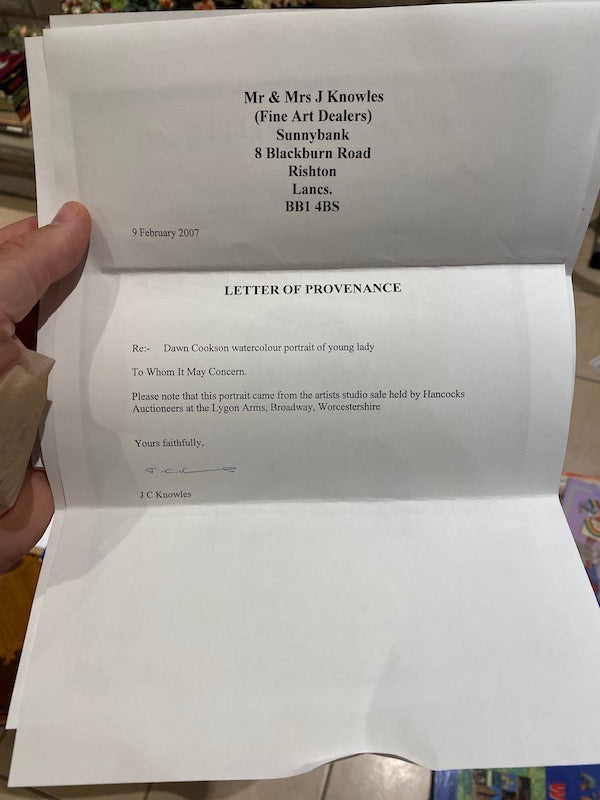 Mr & Mrs J Knowles
(Fine Art Dealers)
Sunnybank
8 Blackburn Road
Rishton
Lancs.
BB1 4BS
9 February 2007
LETTER OF PROVENANCE
Re:- Dawn Cookson watercolour portrait of young lady
To Whom It May Concern.
Please note that this portrait came from the artists studio sale held by Hancocks
Auctioneers at the Lygon Arms, Broadway, Worcestershire
Yours faithfully,
J.C.K
J C Knowles